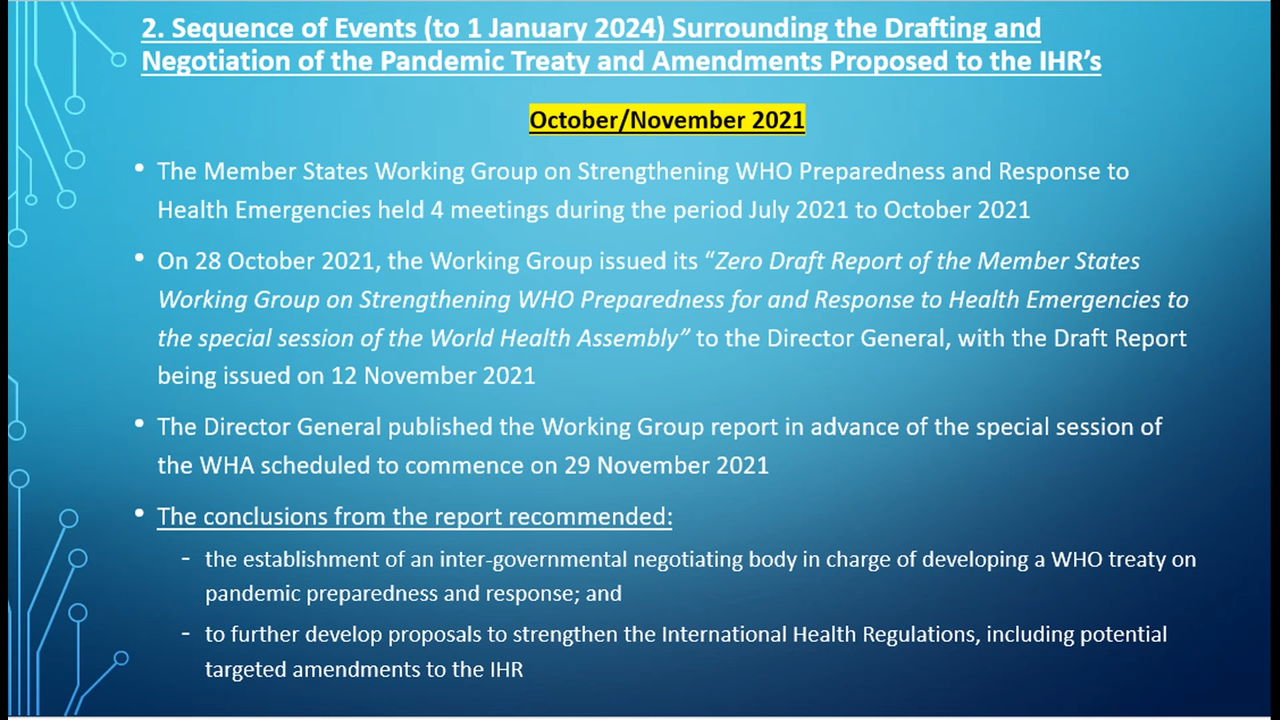 2. Sequence of Events (to 1 January 2024) Surrounding the Drafting and
Negotiation of the Pandemic Treaty and Amendments Proposed to the IHR’s
October/November 2021
• The Member States Working Group on Strengthening WHO Preparedness and Response to
Health Emergencies held 4 meetings during the period July 2021 to October 2021
• On 28 October 2021, the Working Group issued its “Zero Draft Report of the Member States
Working Group on Strengthening WHO Preparedness for and Response to Health Emergencies to
the special session of the World Health Assembly” to the Director General, with the Draft Report
being issued on 12 November 2021
• The Director General published the Working Group report in advance of the special session of
the WHA scheduled to commence on 29 November 2021
• The conclusions from the report recommended:
- the establishment of an inter-governmental negotiating body in charge of developing a WHO treaty on
pandemic preparedness and response; and
- to further develop proposals to strengthen the International Health Regulations, including potential
targeted amendments to the IHR